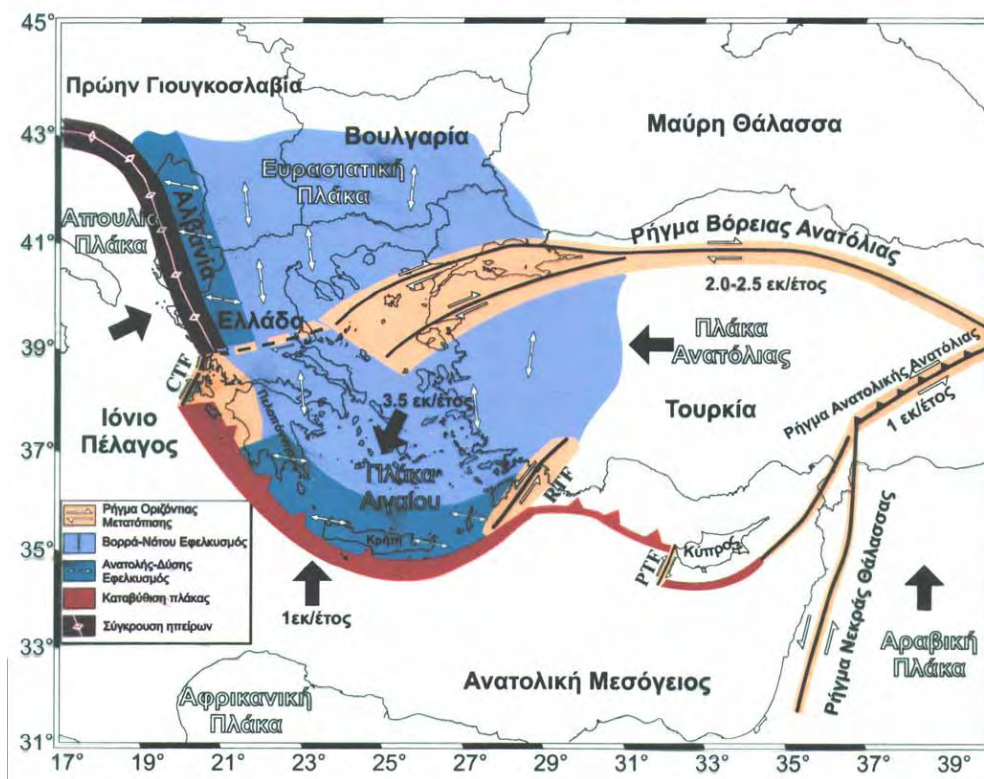 45°
43°
41°
39°
37°
35°
33°
31°
17°
19°
21°
23°
25°
27°
29°
31°
33°
35°
37°
39°
Πρώην Γιουγκοσλαβία
Βουλγαρία
Μαύρη Θάλασσα
Ευρασιατική
Πλάκα
Αλβανία
Απουλία
Πλάκα
Ρήγμα Βόρειας Ανατόλιας
2.0-2.5 εκ/έτος
Ελλάδα
Πλάκα
Ανατόλιας
CTF
3.5 εκ/έτος
Ρήγμα Ανατολικής Ανατόλιας
1 εκ/έτος
Τουρκία
Ιόνιο
Πέλαγος
Πελοπόννησος
Πλάκα
Αιγαίου
RTF
Κρήτη
Κύπρος
PTF
Ρήγμα Οριζόντιας
Μετατόπισης
Βορρά-Νότου Εφελκυσμός
Ανατολής-Δύσης
Εφελκυσμός
Καταβύθιση πλάκας
Σύγκρουση ηπείρων
1εκ/έτος
Ρήγμα Νεκράς Θάλασσας
Αραβική
Πλάκα
Ανατολική Μεσόγειος
Αφρικανική
Πλάκα